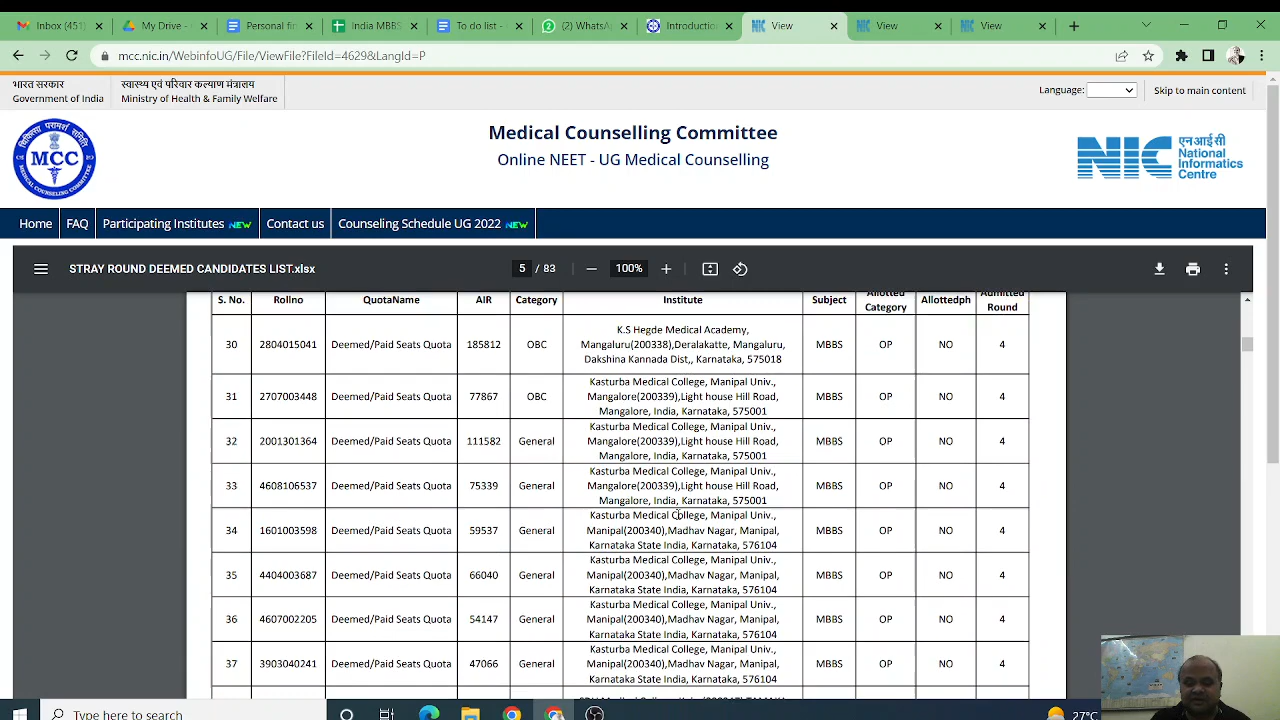 Inbox (451)
My Drive -
Personal fin
India MBBS
To do list -
(2) WhatsA
Introductio
View
View
View
mcc.nic.in/WebinfoUG/File/ViewFile?FileId=4629&LangId=P
भारत सरकार
Government of India
स्वास्थ्य एवं परिवार कल्याण मंत्रालय
Ministry of Health & Family Welfare
Language:
Skip to main content
चिकित्सा परामर्श समिति
MCC
MEDICAL COUNSELLING COMMITTEE
Medical Counselling Committee
Online NEET - UG Medical Counselling
NIC
एन आई सी
National
Informatics
Centre
Home
FAQ
Participating Institutes NEW
Contact us
Counseling Schedule UG 2022 NEW
STRAY ROUND DEEMED CANDIDATES LIST.xlsx
5 / 83
100%
S. No. Rollno QuotaName AIR Category Institute Subject Allotted Category Allottedph Admitted Round
30 2804015041 Deemed/Paid Seats Quota 185812 OBC K.S Hegde Medical Academy,
Mangaluru(200338),Deralakatte, Mangaluru,
Dakshina Kannada Dist,, Karnataka, 575018 MBBS OP NO 4
31 2707003448 Deemed/Paid Seats Quota 77867 OBC Kasturba Medical College, Manipal Univ.,
Mangalore(200339),Light house Hill Road,
Mangalore, India, Karnataka, 575001 MBBS OP NO 4
32 2001301364 Deemed/Paid Seats Quota 111582 General Kasturba Medical College, Manipal Univ.,
Mangalore(200339),Light house Hill Road,
Mangalore, India, Karnataka, 575001 MBBS OP NO 4
33 4608106537 Deemed/Paid Seats Quota 75339 General Kasturba Medical College, Manipal Univ.,
Mangalore(200339),Light house Hill Road,
Mangalore, India, Karnataka, 575001 MBBS OP NO 4
34 1601003598 Deemed/Paid Seats Quota 59537 General Kasturba Medical College, Manipal Univ.,
Manipal(200340),Madhav Nagar, Manipal,
Karnataka State India, Karnataka, 576104 MBBS OP NO 4
35 4404003687 Deemed/Paid Seats Quota 66040 General Kasturba Medical College, Manipal Univ.,
Manipal(200340),Madhav Nagar, Manipal,
Karnataka State India, Karnataka, 576104 MBBS OP NO 4
36 4607002205 Deemed/Paid Seats Quota 54147 General Kasturba Medical College, Manipal Univ.,
Manipal(200340),Madhav Nagar, Manipal,
Karnataka State India, Karnataka, 576104 MBBS OP NO 4
37 3903040241 Deemed/Paid Seats Quota 47066 General Kasturba Medical College, Manipal Univ.,
Manipal(200340),Madhav Nagar, Manipal,
Karnataka State India, Karnataka, 576104 MBBS OP NO 4
Type here to search
27°C